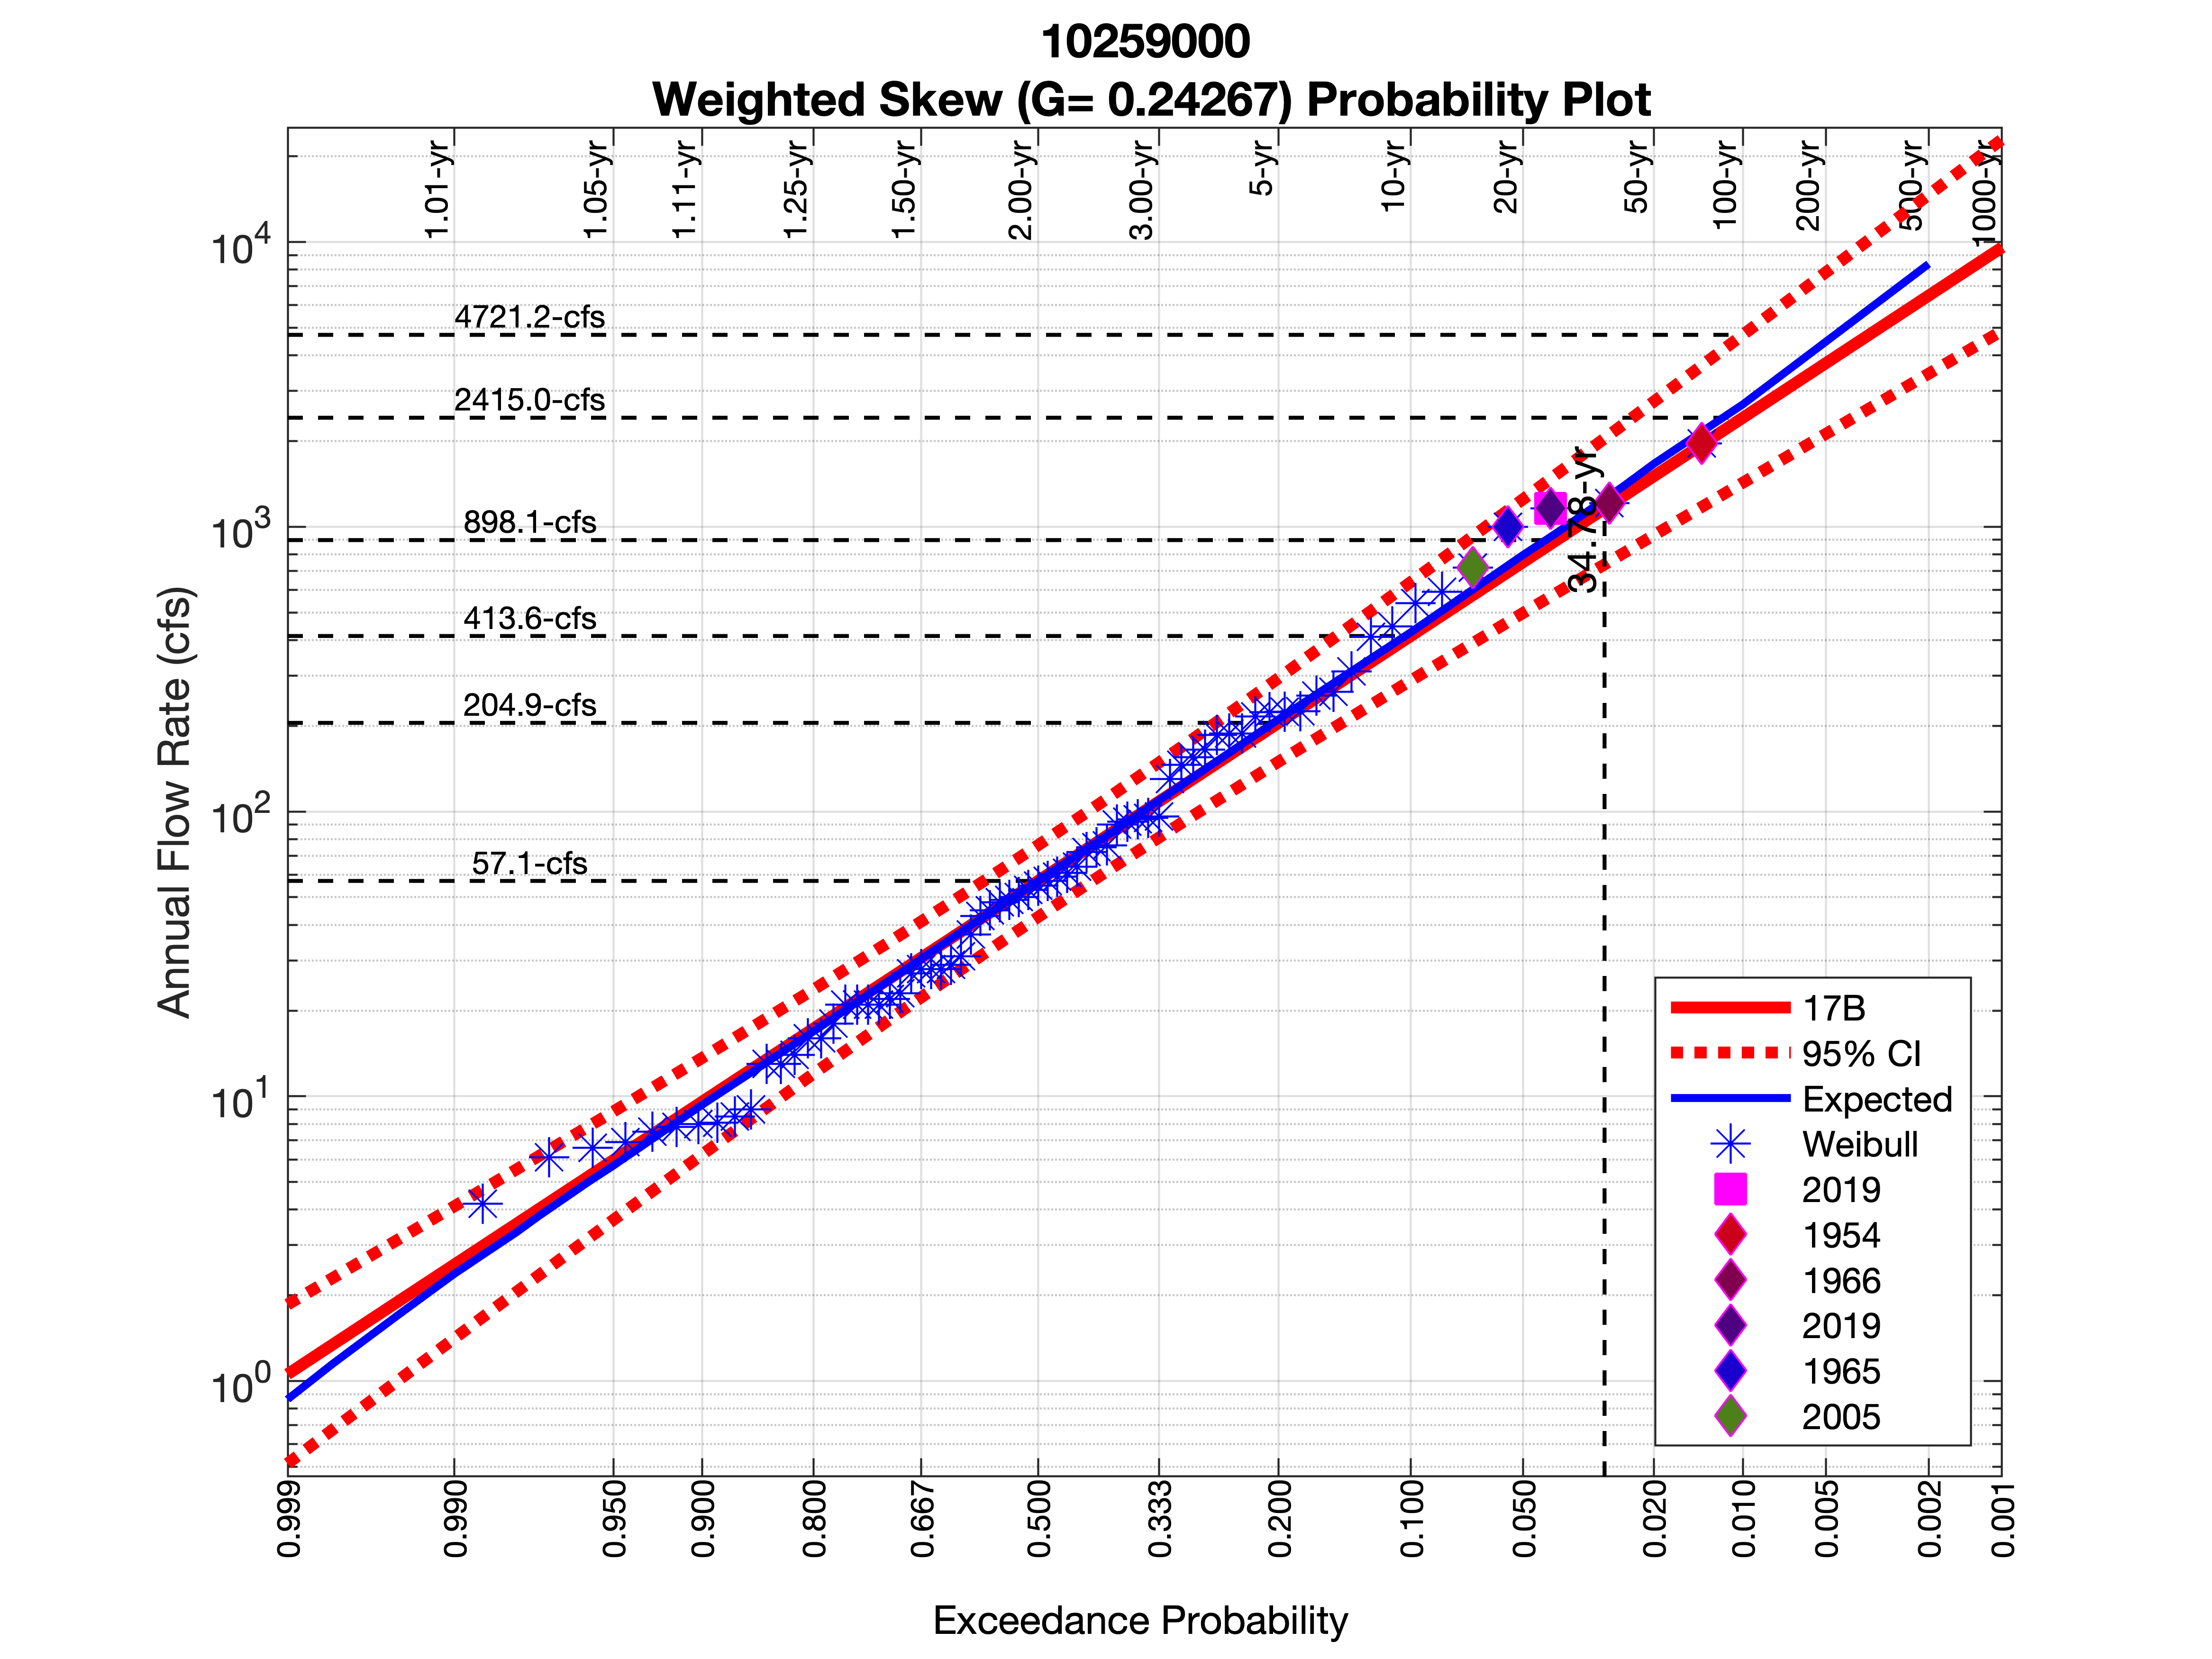 10259000
Weighted Skew (G= 0.24267) Probability Plot
1.01-yr
1.05-yr
1.11-yr
1.25-yr
1.50-yr
2.00-yr
3.00-yr
5-yr
10-yr
20-yr
50-yr
100-yr
200-yr
500-yr
1000-yr
10^4
10^3
10^2
10^1
10^0
Annual Flow Rate (cfs)
4721.2-cfs
2415.0-cfs
898.1-cfs
413.6-cfs
204.9-cfs
57.1-cfs
34.78-yr
17B
95% CI
Expected
Weibull
2019
1954
1966
2019
1965
2005
0.999
0.990
0.950
0.900
0.800
0.667
0.500
0.333
0.200
0.100
0.050
0.020
0.010
0.005
0.002
0.001
Exceedance Probability